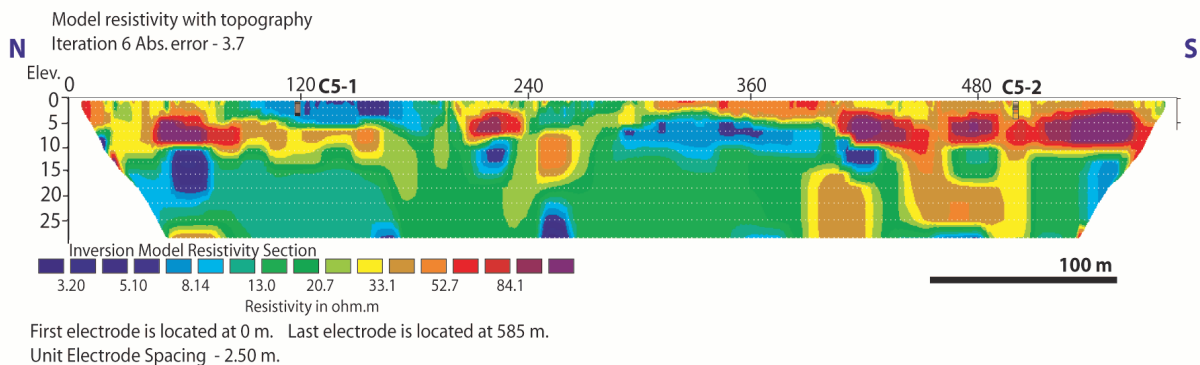 Model resistivity with topography
Iteration 6 Abs. error - 3.7
N
S
Elev.
0 120 C5-1 240 360 480 C5-2
0
5
10
15
20
25
Inversion Model Resistivity Section
3.20 5.10 8.14 13.0 20.7 33.1 52.7 84.1
Resistivity in ohm.m
100 m
First electrode is located at 0 m. Last electrode is located at 585 m.
Unit Electrode Spacing - 2.50 m.